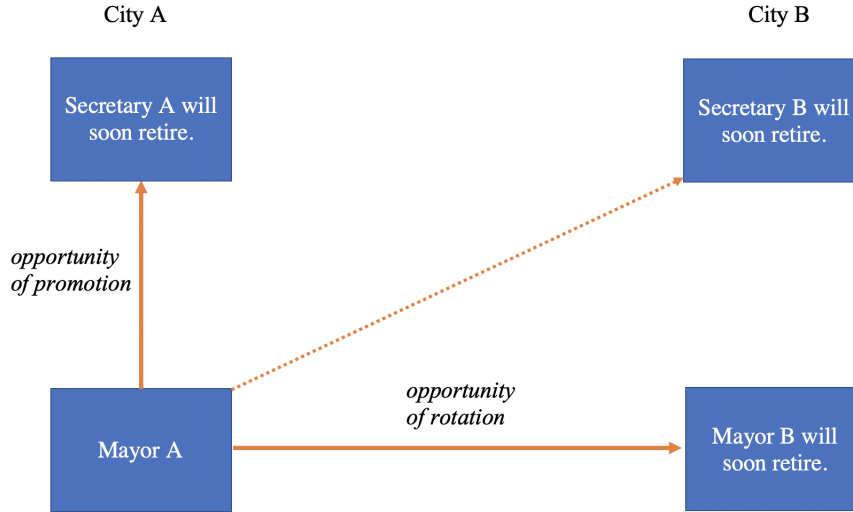 City A
City B
Secretary A will
soon retire.
Secretary B will
soon retire.
opportunity
of promotion
opportunity
of rotation
Mayor A
Mayor B will
soon retire.